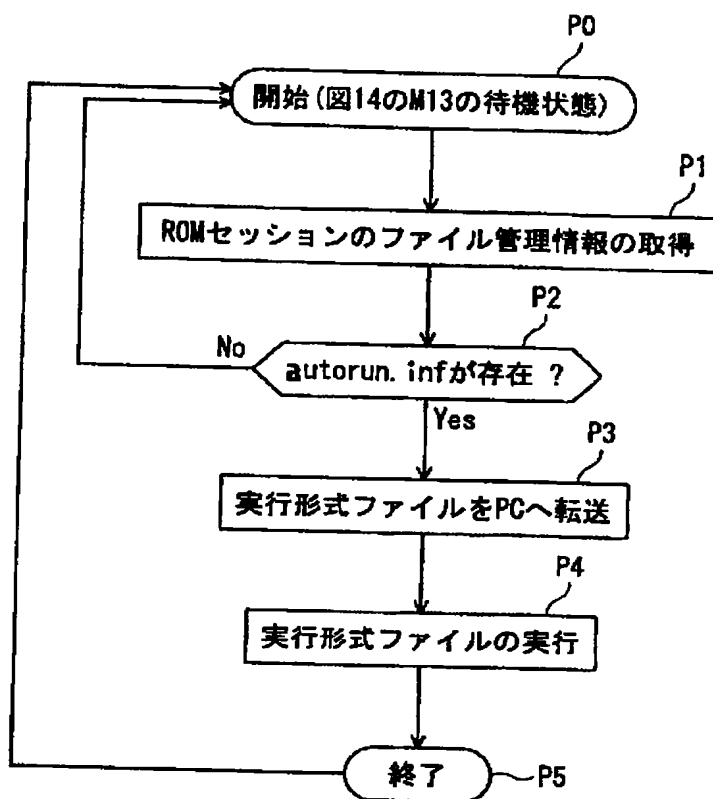 P0
開始(図14のM13の待機状態)
P1
ROMセッションのファイル管理情報の取得
P2
No
autorun.infが存在 ?
Yes
P3
実行形式ファイルをPCへ転送
P4
実行形式ファイルの実行
終了
P5